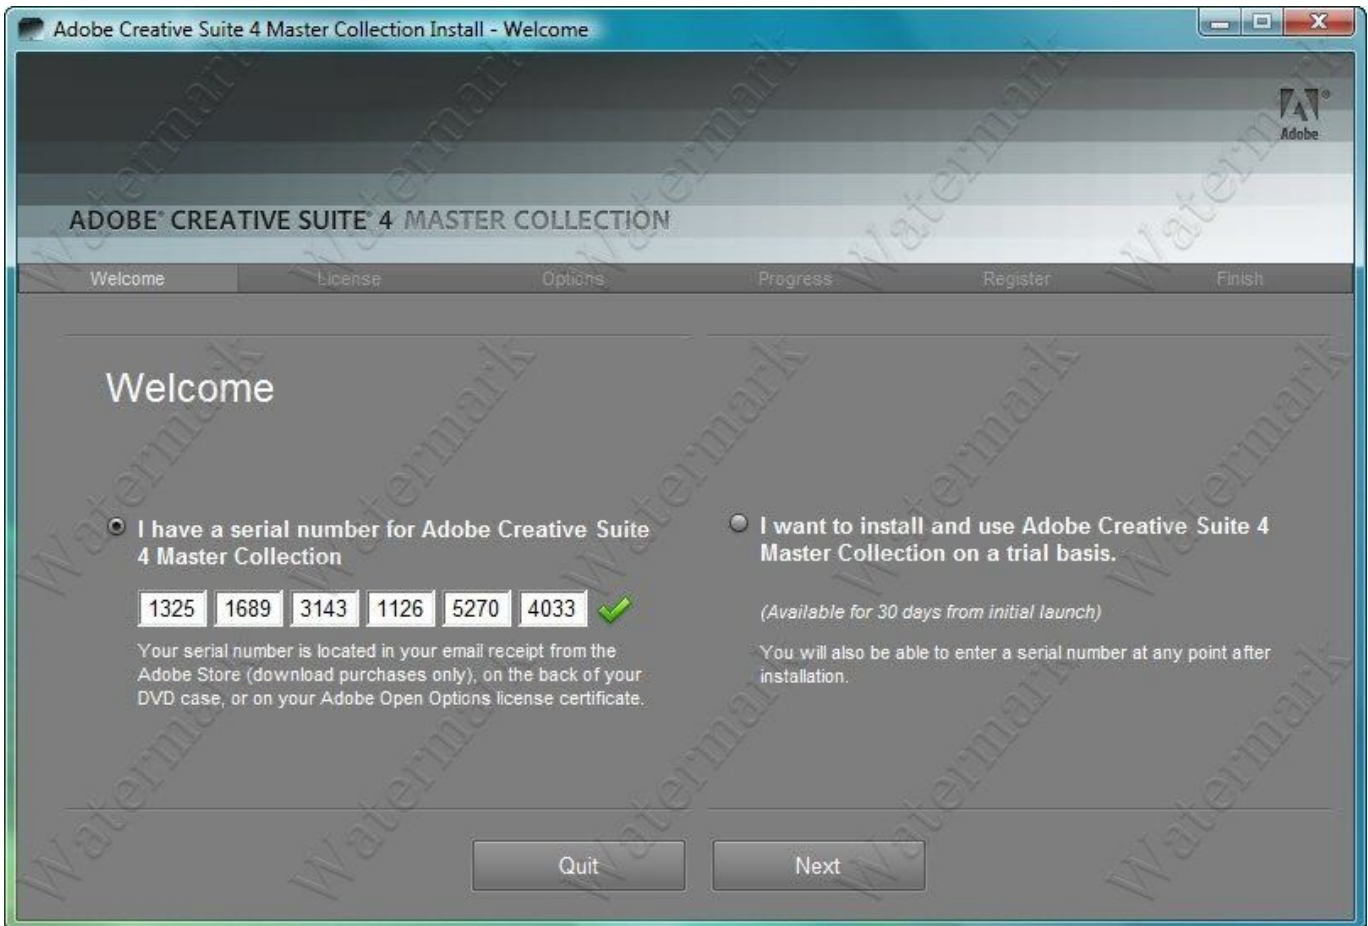 Adobe Creative Suite 4 Master Collection Install - Welcome
Adobe
ADOBE® CREATIVE SUITE® 4 MASTER COLLECTION
Welcome License Options Progress Register Finish
Welcome
I have a serial number for Adobe Creative Suite
4 Master Collection
1325 1689 3143 1126 5270 4033
Your serial number is located in your email receipt from the
Adobe Store (download purchases only), on the back of your
DVD case, or on your Adobe Open Options license certificate.
I want to install and use Adobe Creative Suite 4
Master Collection on a trial basis.
(Available for 30 days from initial launch)
You will also be able to enter a serial number at any point after
installation.
Quit Next
Watermark